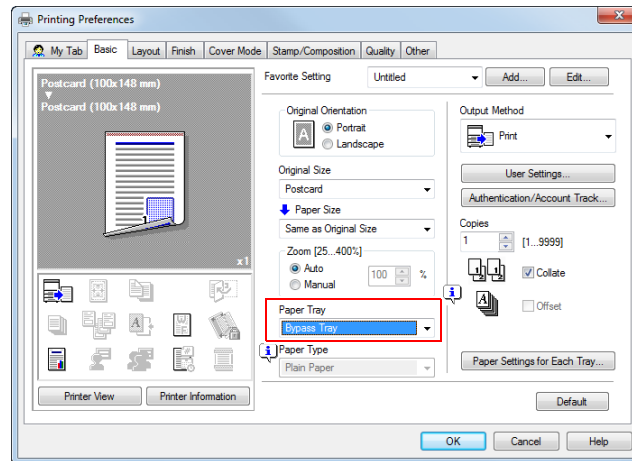 Printing Preferences
My Tab Basic Layout Finish Cover Mode Stamp/Composition Quality Other
Postcard (100x148 mm)
Postcard (100x148 mm)
1
x1
Printer View
Printer Information
Favorite Setting
Untitled
Add...
Edit...
Original Orientation
A
Portrait
Landscape
Original Size
Postcard
Paper Size
Same as Original Size
Zoom [25...400%]
Auto
Manual
100
%
Paper Tray
Bypass Tray
Paper Type
Plain Paper
Output Method
Print
User Settings...
Authentication/Account Track...
Copies
1
[1...9999]
Collate
Offset
Paper Settings for Each Tray...
Default
OK
Cancel
Help